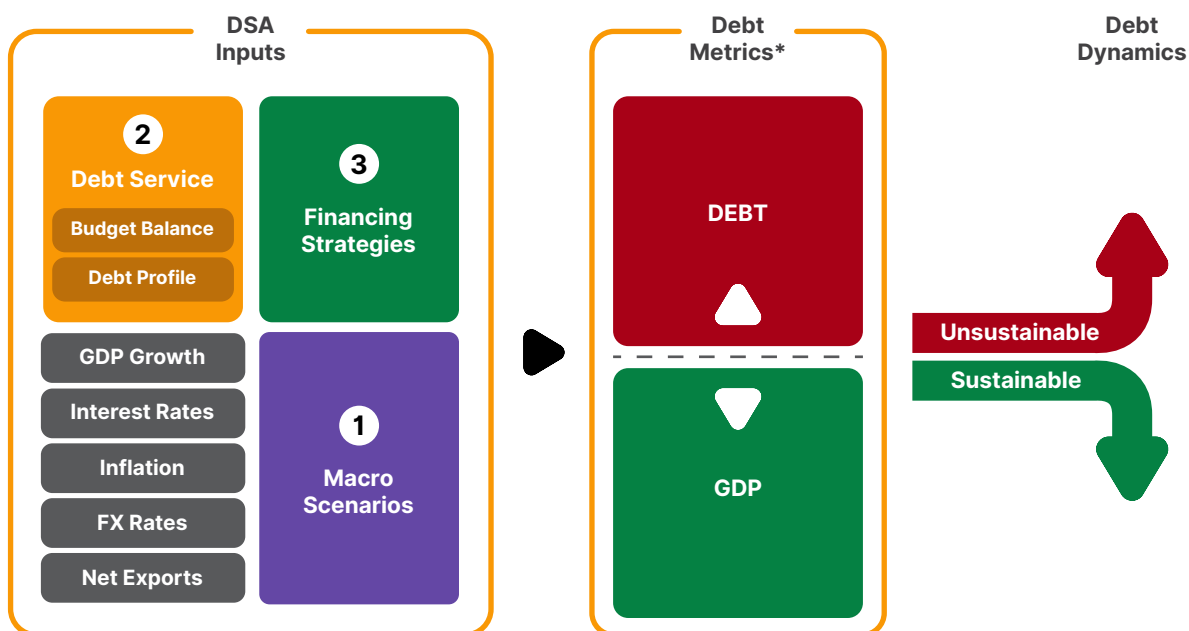 DSA
Inputs
2
Debt Service
Budget Balance
Debt Profile
3
Financing
Strategies
GDP Growth
Interest Rates
Inflation
FX Rates
Net Exports
1
Macro
Scenarios
Debt
Metrics*
DEBT
GDP
Debt
Dynamics
Unsustainable
Sustainable